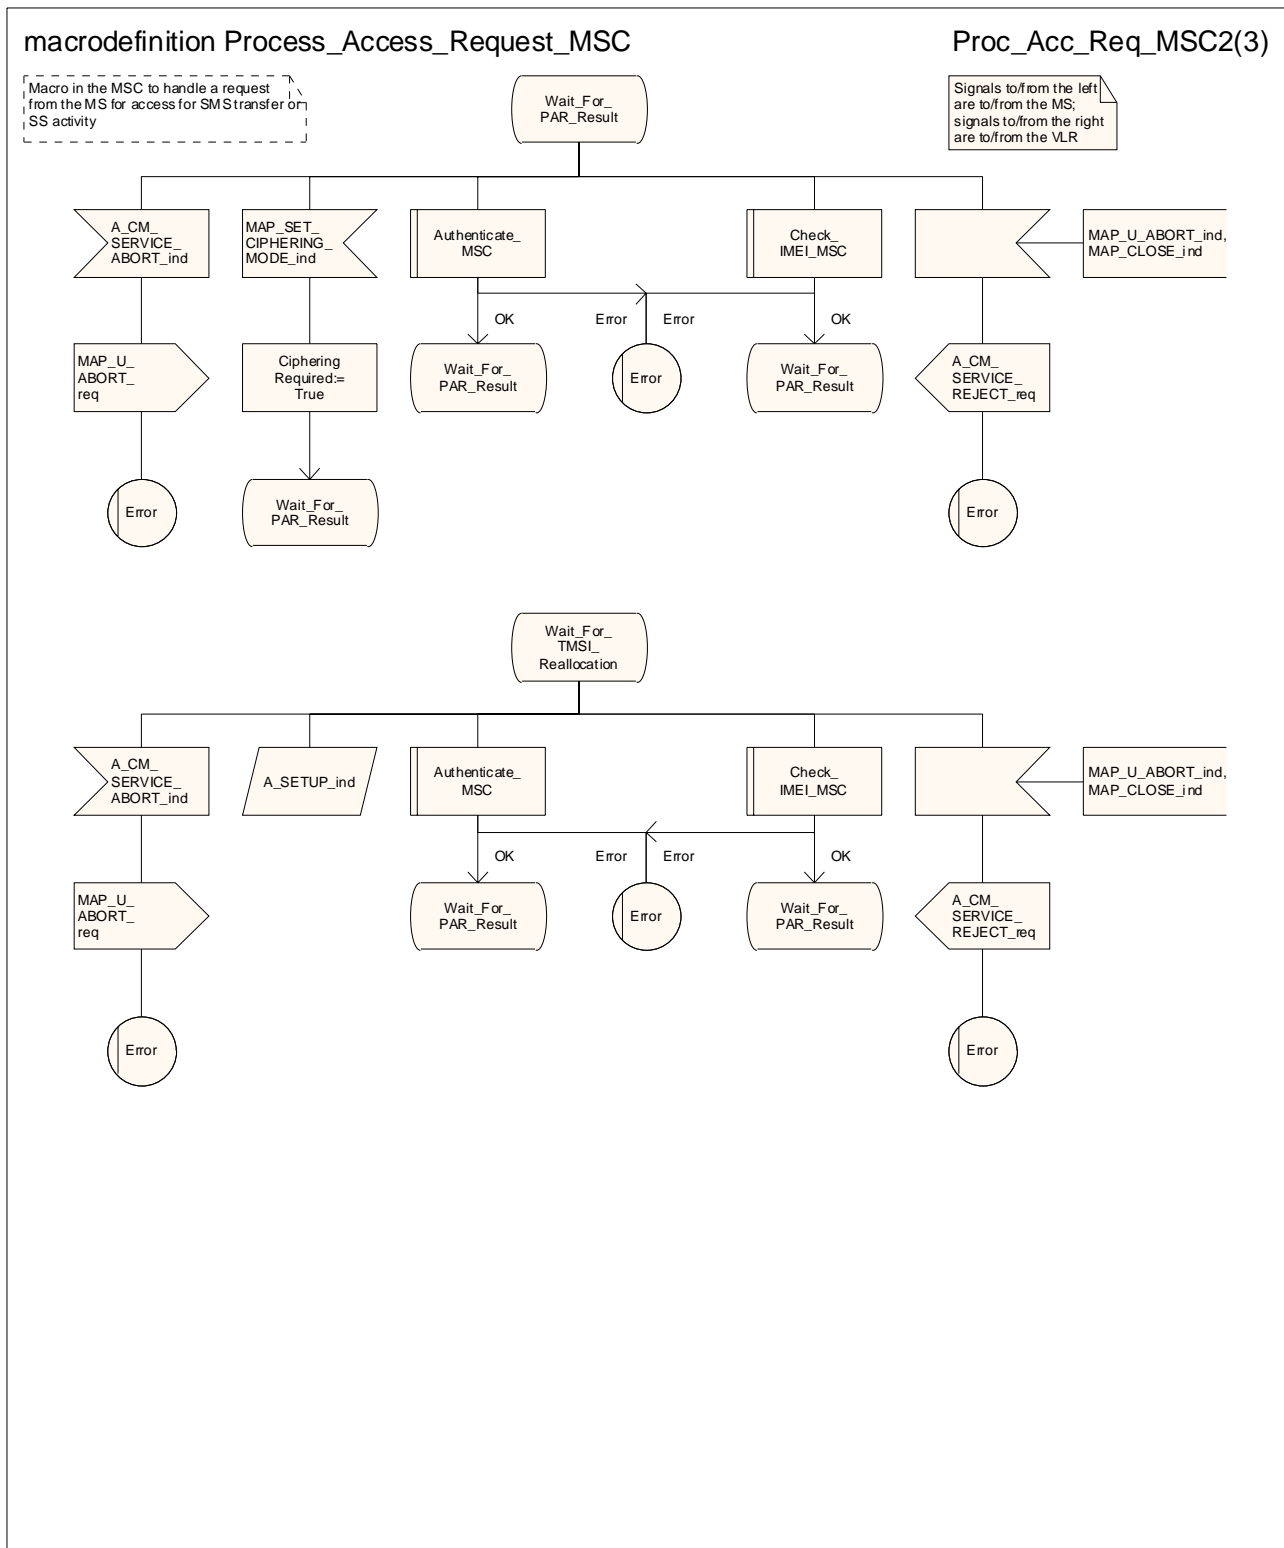 macrodefinition Process_Access_Request_MSC
Proc_Acc_Req_MSC2(3)
Macro in the MSC to handle a request
from the MS for access for SMS transfer or
SS activity
Wait_For_
PAR_Result
Signals to/from the left
are to/from the MS;
signals to/from the right
are to/from the VLR
A_CM_
SERVICE_
ABORT_ind
MAP_SET_
CIPHERING_
MODE_ind
Authenticate_
MSC
Check_
IMEI_MSC
MAP_U_ABORT_ind,
MAP_CLOSE_ind
OK
Error
Error
OK
MAP_U_
ABORT_
req
Ciphering
Required:=
True
Wait_For_
PAR_Result
Error
Wait_For_
PAR_Result
A_CM_
SERVICE_
REJECT_req
Error
Wait_For_
PAR_Result
Error
Wait_For_
TMSI_
Reallocation
A_CM_
SERVICE_
ABORT_ind
A_SETUP_ind
Authenticate_
MSC
Check_
IMEI_MSC
MAP_U_ABORT_ind,
MAP_CLOSE_ind
OK
Error
Error
OK
MAP_U_
ABORT_
req
Wait_For_
PAR_Result
Error
Wait_For_
PAR_Result
A_CM_
SERVICE_
REJECT_req
Error
Error